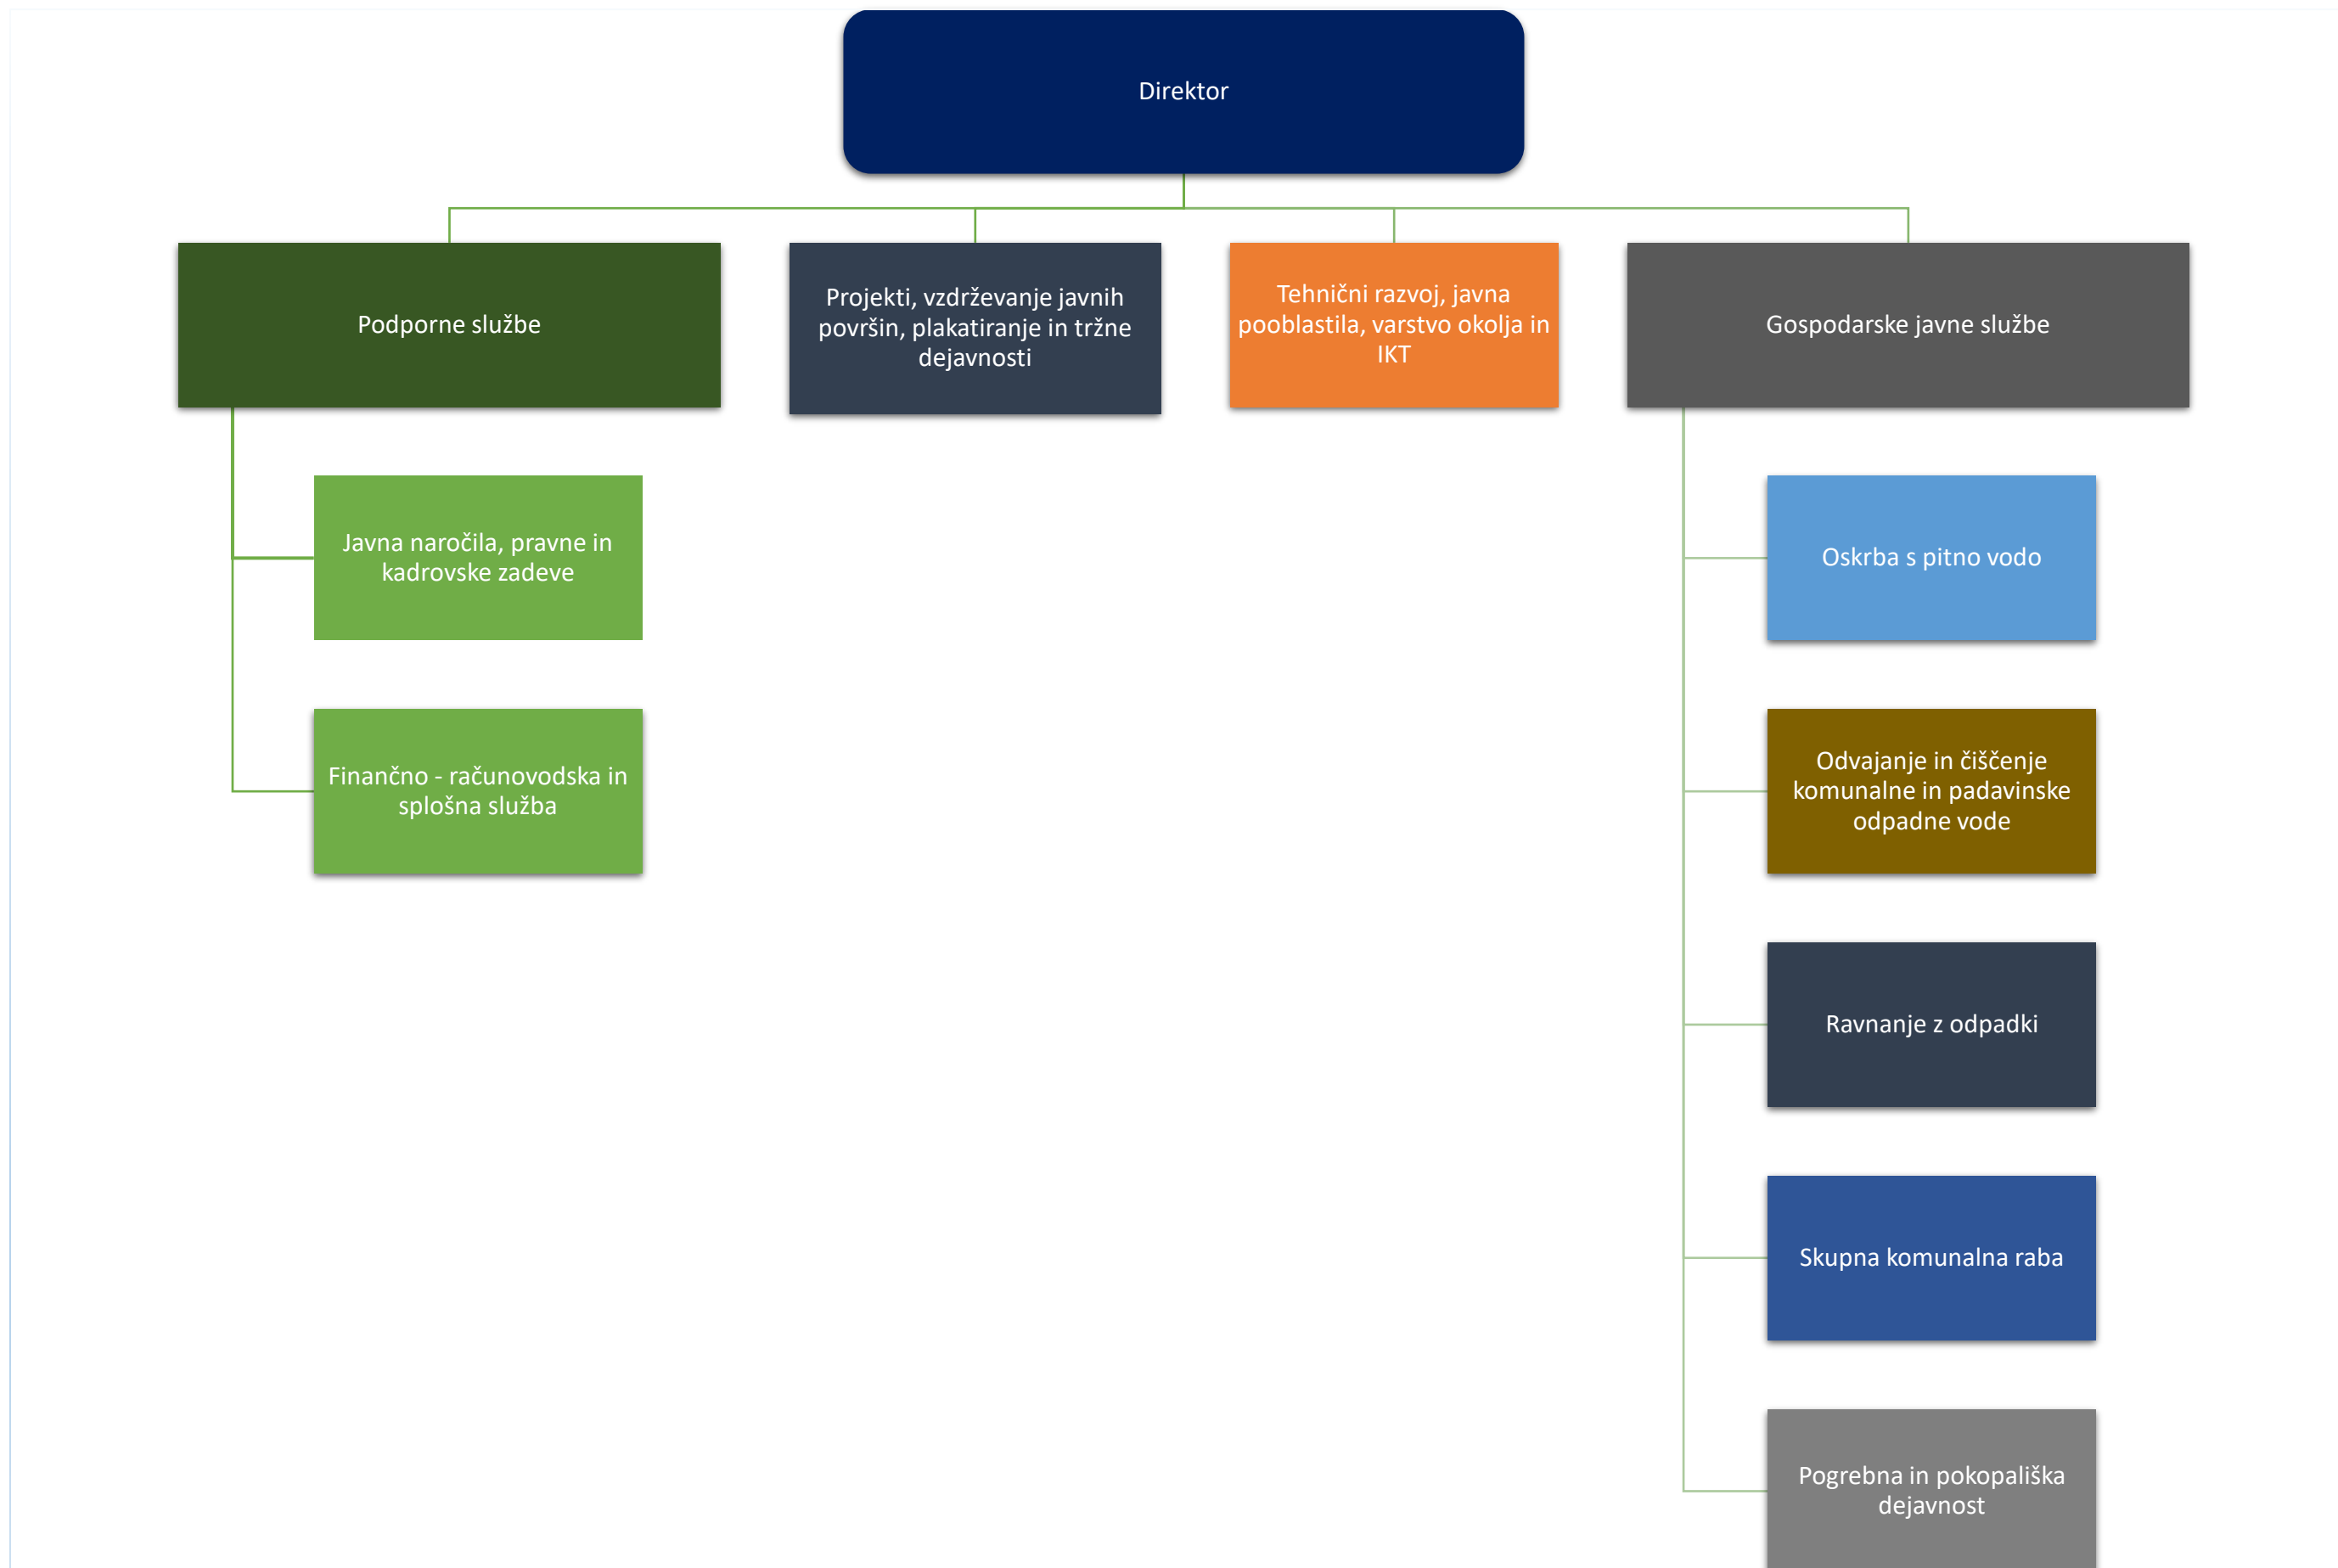 Direktor
Podporne službe
Projekti, vzdrževanje javnih
površin, plakatiranje in tržne
dejavnosti
Tehnični razvoj, javna
pooblastila, varstvo okolja in
IKT
Gospodarske javne službe
Javna naročila, pravne in
kadrovske zadeve
Finančno - računovodska in
splošna služba
Oskrba s pitno vodo
Odvajanje in čiščenje
komunalne in padavinske
odpadne vode
Ravnanje z odpadki
Skupna komunalna raba
Pogrebna in pokopališka
dejavnost